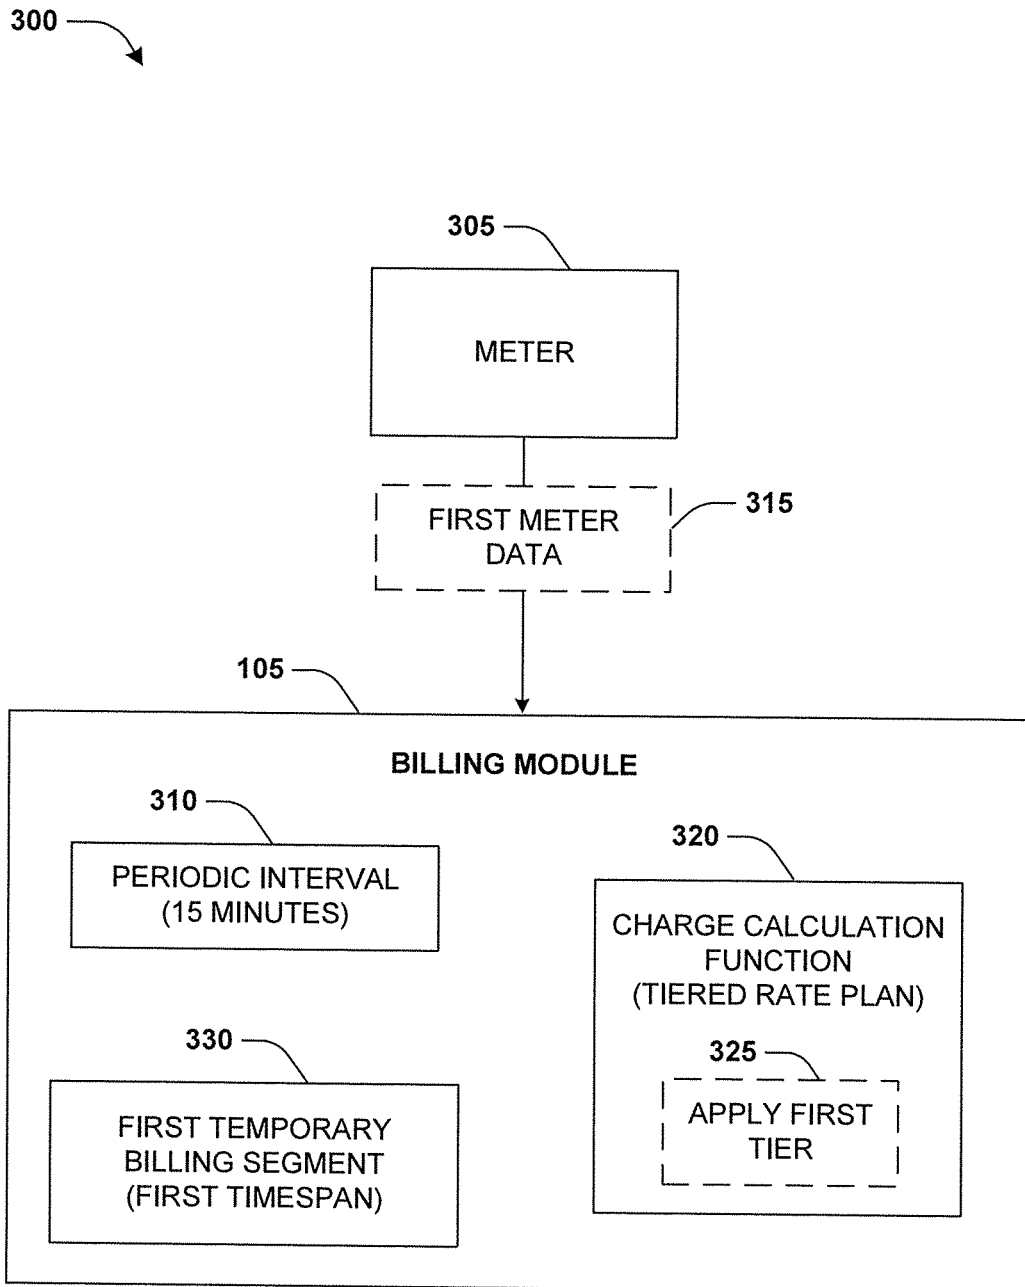 300
305
METER
FIRST METER
DATA
315
105
BILLING MODULE
310
PERIODIC INTERVAL
(15 MINUTES)
320
CHARGE CALCULATION
FUNCTION
(TIERED RATE PLAN)
325
APPLY FIRST
TIER
330
FIRST TEMPORARY
BILLING SEGMENT
(FIRST TIMESPAN)